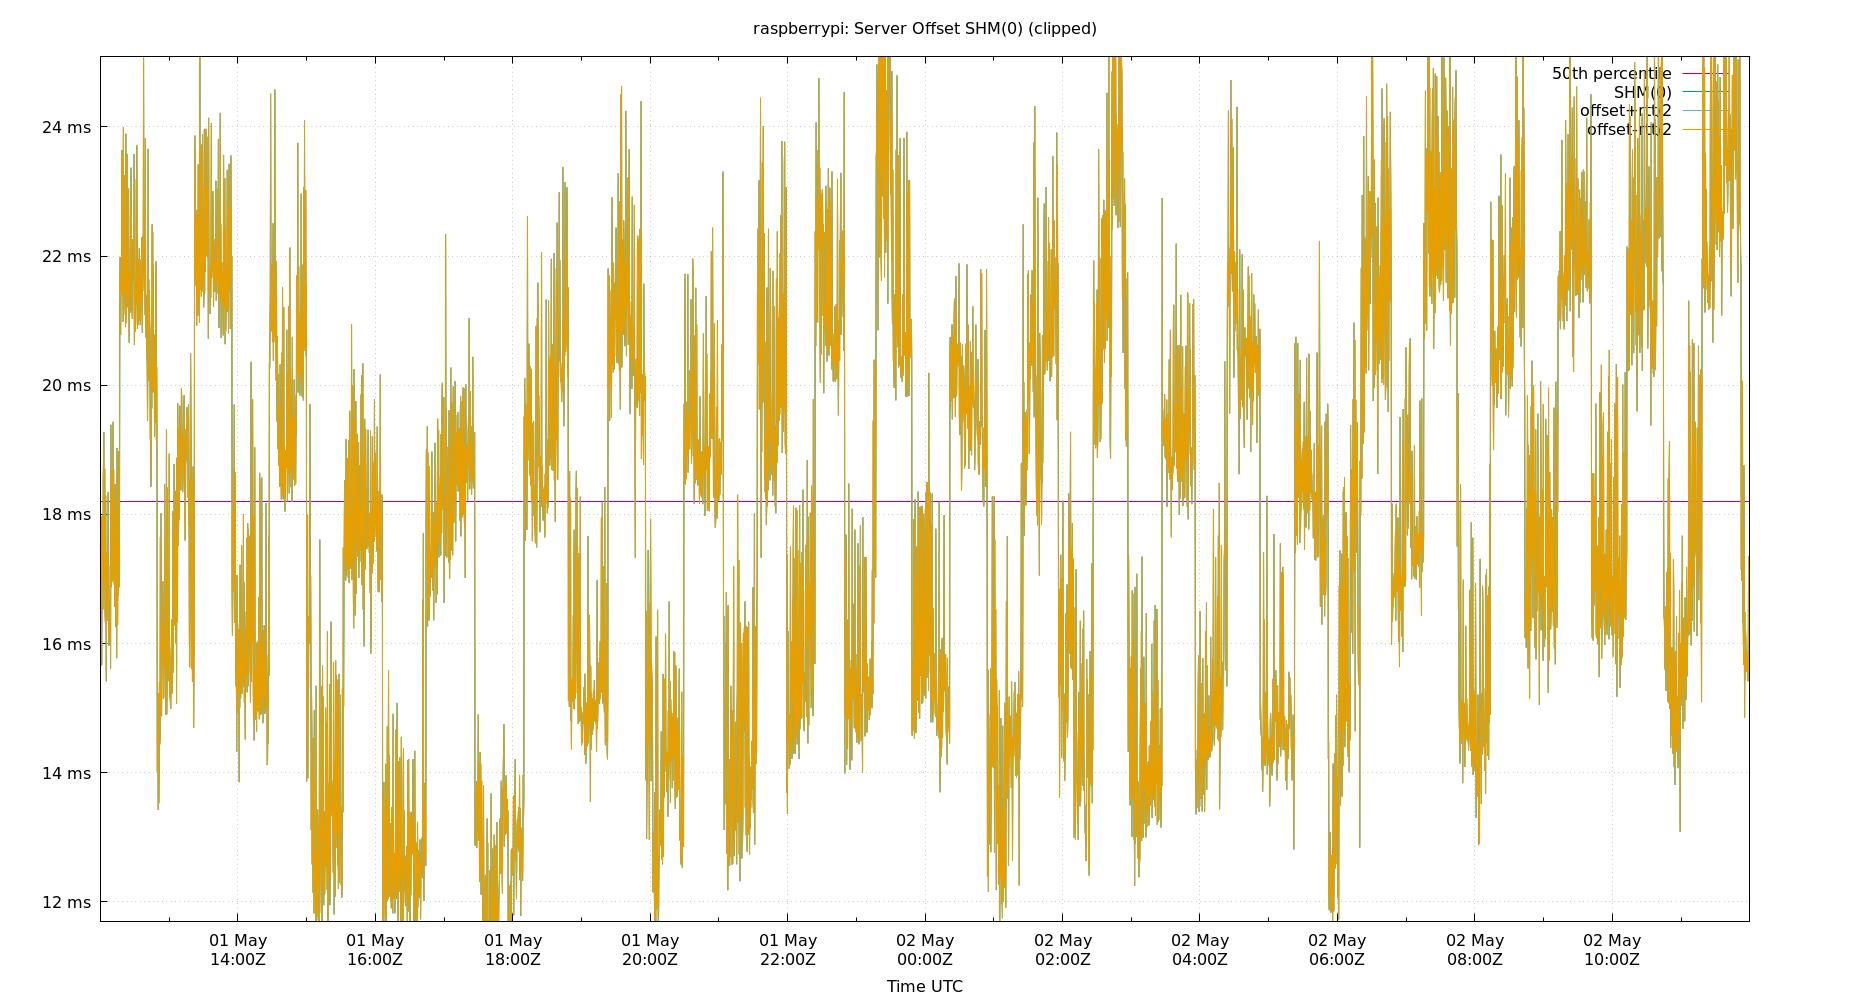 raspberrypi: Server Offset SHM(0) (clipped)
50th percentile
SHM(0)
offset+rtt/2
offset-rtt/2
24 ms
22 ms
20 ms
18 ms
16 ms
14 ms
12 ms
01 May 01 May 01 May 01 May 01 May 02 May 02 May 02 May 02 May 02 May 02 May
14:00Z 16:00Z 18:00Z 20:00Z 22:00Z 00:00Z 02:00Z 04:00Z 06:00Z 08:00Z 10:00Z
Time UTC